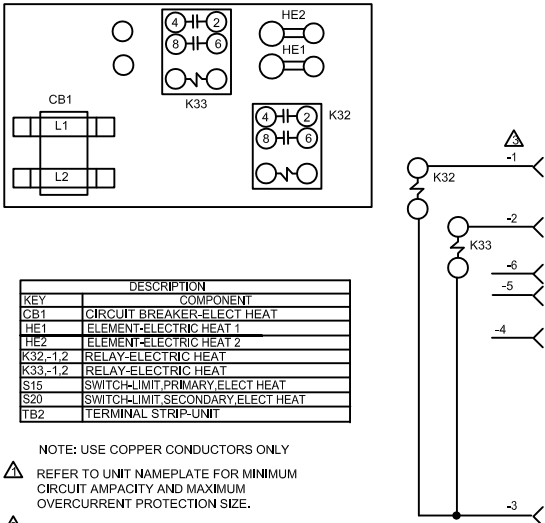 HE2
4 2
8 6
HE1
K33
CB1
L1
L2
4 2
8 6
K32
3
-1
K32
-2
K33
-6
-5
-4
-3
DESCRIPTION
KEY COMPONENT
CB1 CIRCUIT BREAKER-ELECT HEAT
HE1 ELEMENT-ELECTRIC HEAT 1
HE2 ELEMENT-ELECTRIC HEAT 2
K32,-1,2 RELAY-ELECTRIC HEAT
K33,-1,2 RELAY-ELECTRIC HEAT
S15 SWITCH-LIMIT,PRIMARY,ELECT HEAT
S20 SWITCH-LIMIT,SECONDARY,ELECT HEAT
TB2 TERMINAL STRIP-UNIT
NOTE: USE COPPER CONDUCTORS ONLY
1 REFER TO UNIT NAMEPLATE FOR MINIMUM
CIRCUIT AMPACITY AND MAXIMUM
OVERCURRENT PROTECTION SIZE.